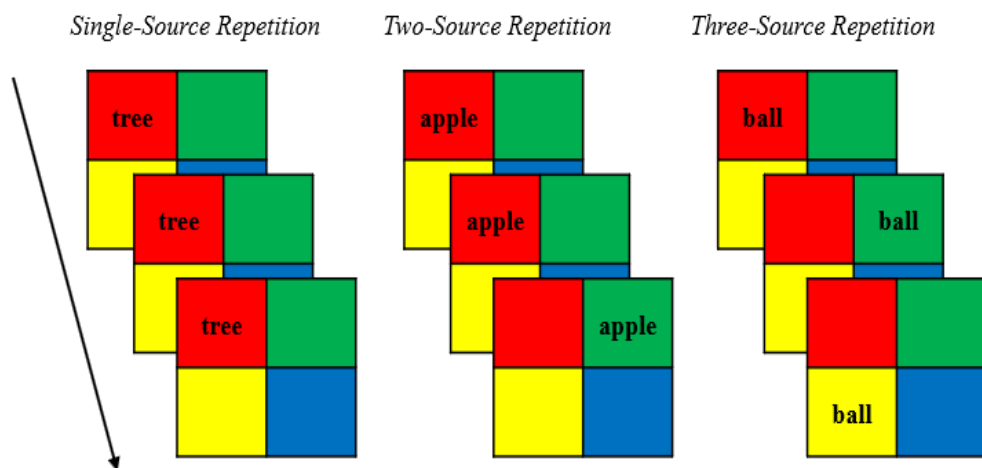 Single-Source Repetition
Two-Source Repetition
Three-Source Repetition
tree
apple
ball
tree
apple
ball
tree
apple
ball